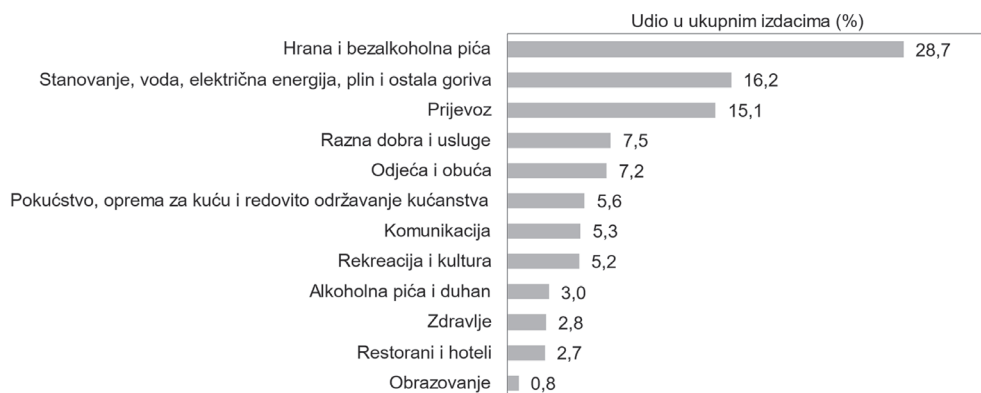 Udio u ukupnim izdacima (%)
Hrana i bezalkoholna pića 28,7
Stanovanje, voda, električna energija, plin i ostala goriva 16,2
Prijevoz 15,1
Razna dobra i usluge 7,5
Odjeća i obuća 7,2
Pokućstvo, oprema za kuću i redovito održavanje kućanstva 5,6
Komunikacija 5,3
Rekreacija i kultura 5,2
Alkoholna pića i duhan 3,0
Zdravlje 2,8
Restorani i hoteli 2,7
Obrazovanje 0,8